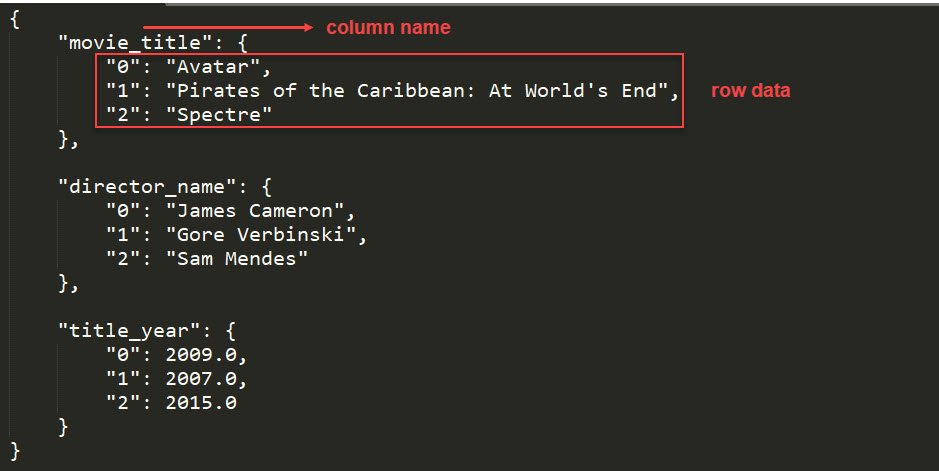 {
column name
"movie_title": {
"0": "Avatar",
"1": "Pirates of the Caribbean: At World's End",
row data
"2": "Spectre"
},
"director_name": {
"0": "James Cameron",
"1": "Gore Verbinski",
"2": "Sam Mendes"
},
"title_year": {
"0": 2009.0,
"1": 2007.0,
"2": 2015.0
}
}